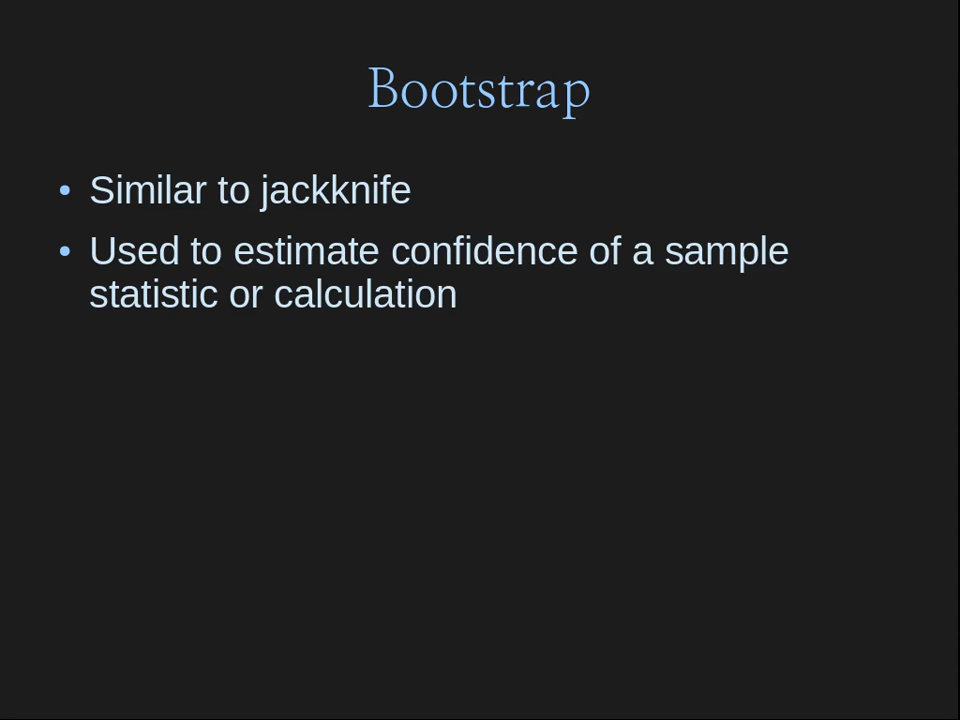 Bootstrap
• Similar to jackknife
• Used to estimate confidence of a sample
statistic or calculation